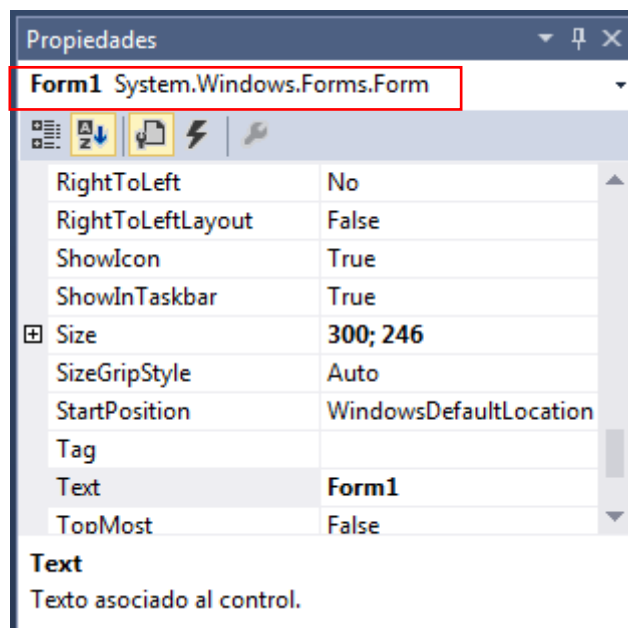 Propiedades
Form1 System.Windows.Forms.Form
RightToLeft No
RightToLeftLayout False
ShowIcon True
ShowInTaskbar True
Size 300; 246
SizeGripStyle Auto
StartPosition WindowsDefaultLocation
Tag
Text Form1
TopMost False
Text
Texto asociado al control.